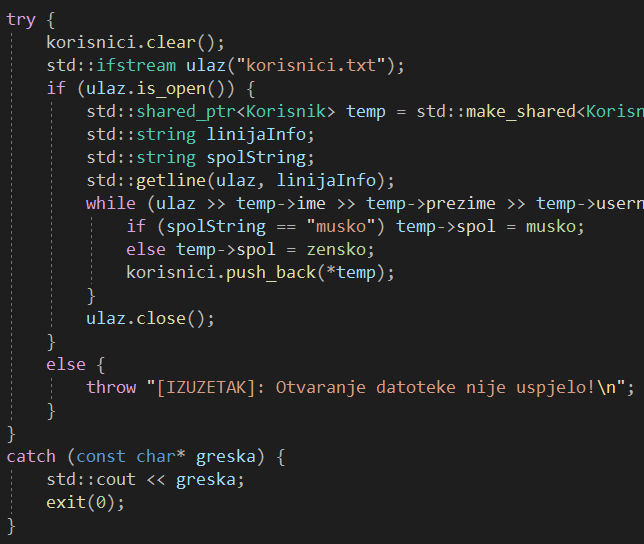 try {
korisnici.clear();
std::ifstream ulaz("korisnici.txt");
if (ulaz.is_open()) {
std::shared_ptr<Korisnik> temp = std::make_shared<Korisn
std::string linijaInfo;
std::string spolString;
std::getline(ulaz, linijaInfo);
while (ulaz >> temp->ime >> temp->prezime >> temp->usern
if (spolString == "musko") temp->spol = musko;
else temp->spol = zensko;
korisnici.push_back(*temp);
}
ulaz.close();
}
else {
throw "[IZUZETAK]: Otvaranje datoteke nije uspjelo!\n";
}
}
catch (const char* greska) {
std::cout << greska;
exit(0);
}